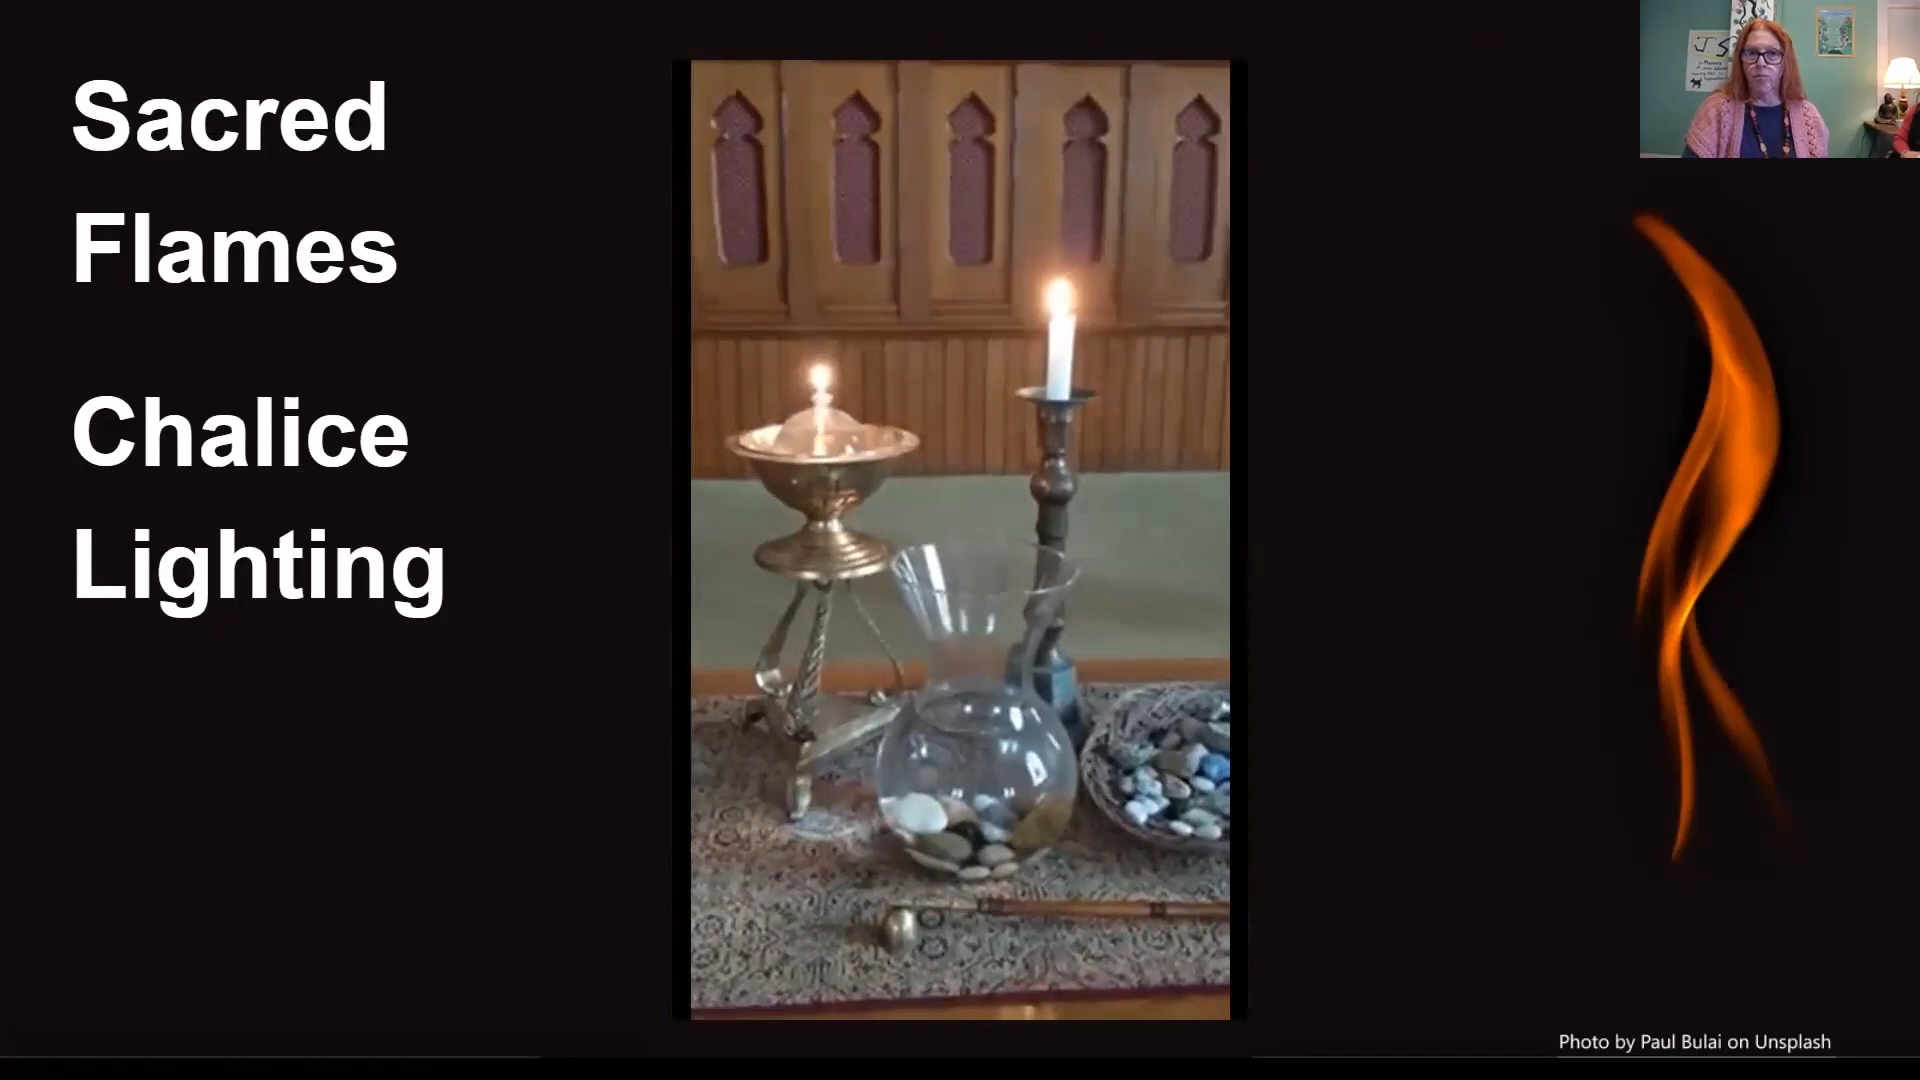 Sacred
Flames
Chalice
Lighting
Photo by Paul Bulai on Unsplash